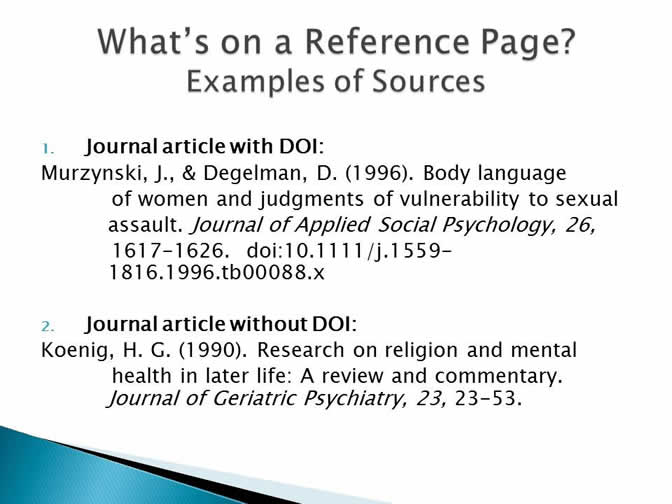 What's on a Reference Page?
Examples of Sources
1. Journal article with DOI:
Murzynski, J., & Degelman, D. (1996). Body language
of women and judgments of vulnerability to sexual
assault. Journal of Applied Social Psychology, 26,
1617-1626. doi:10.1111/j.1559-
1816.1996.tb00088.x
2. Journal article without DOI:
Koenig, H. G. (1990). Research on religion and mental
health in later life: A review and commentary.
Journal of Geriatric Psychiatry, 23, 23-53.